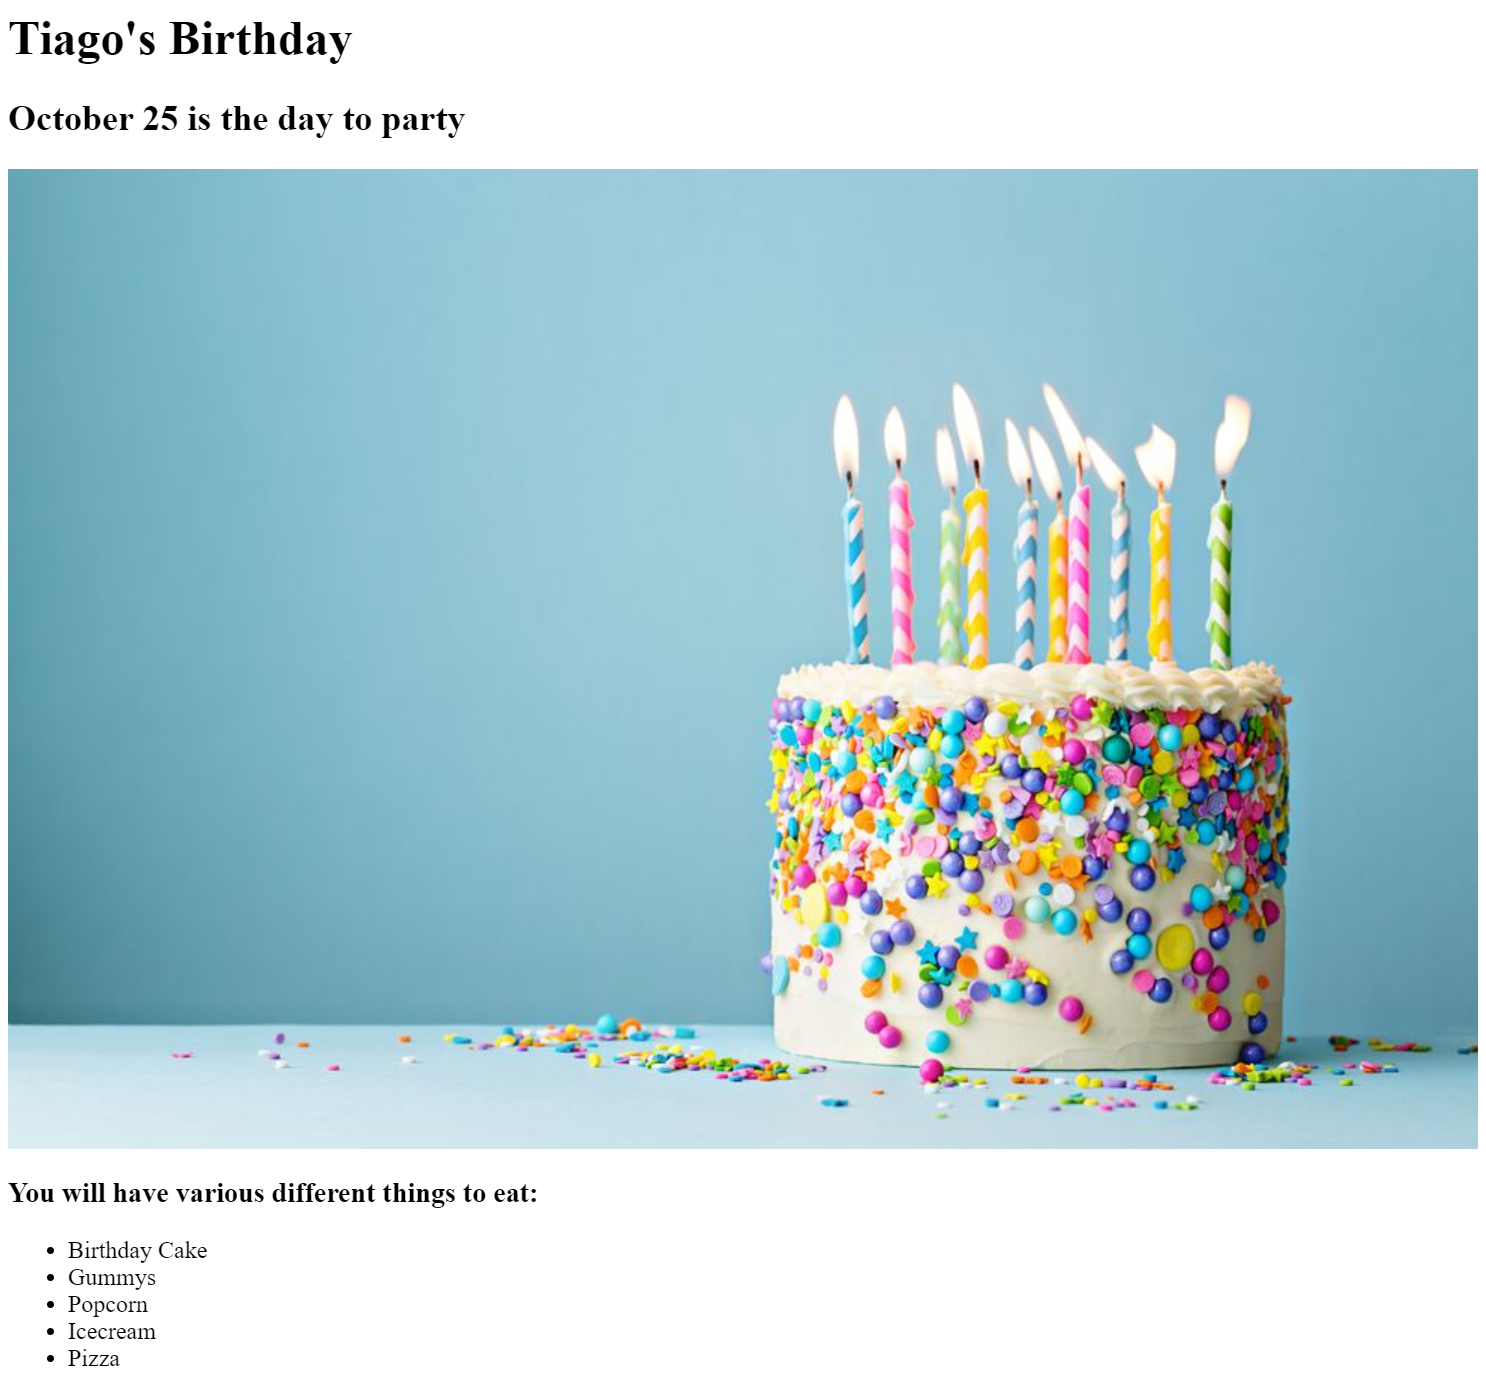 Tiago's Birthday
October 25 is the day to party
You will have various different things to eat:
Birthday Cake
Gummys
Popcorn
Icecream
Pizza